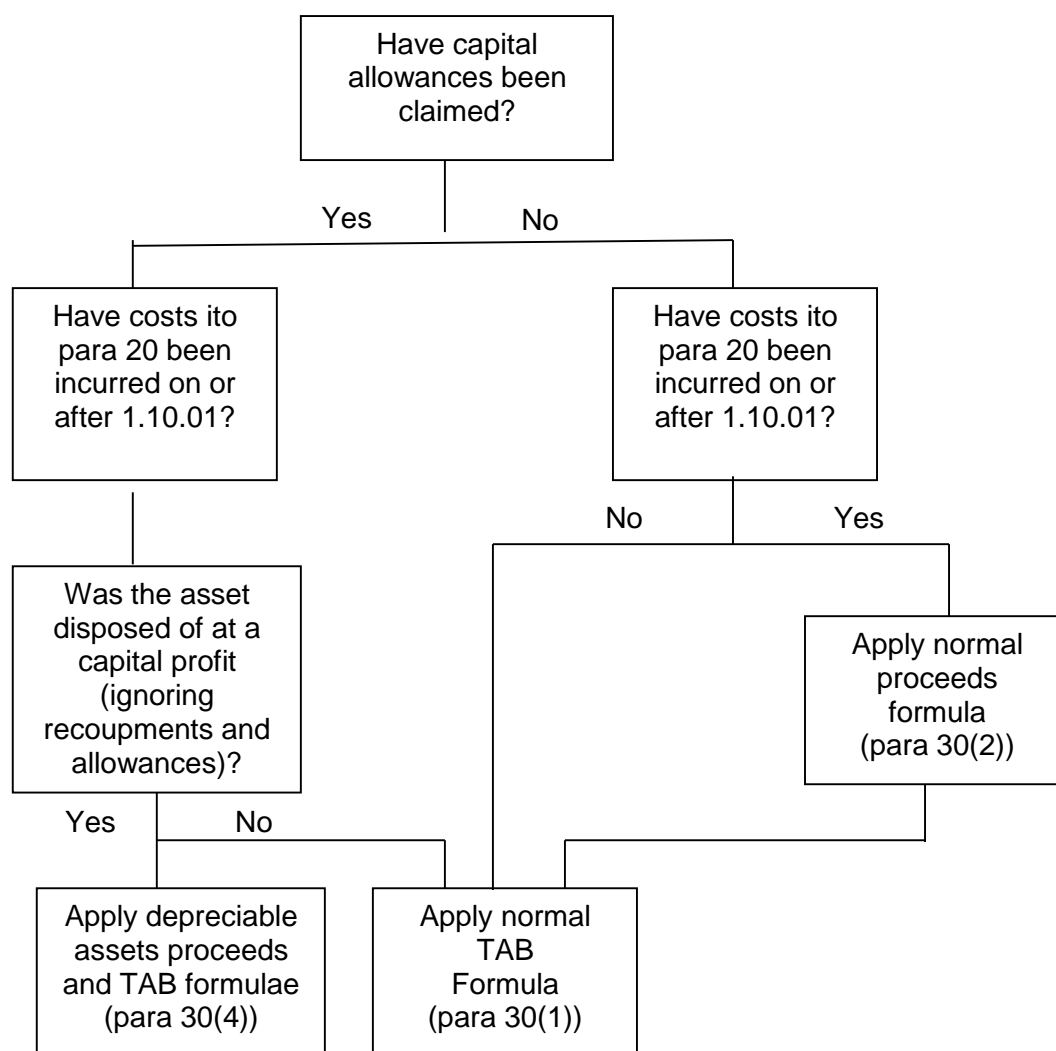 Have capital
allowances been
claimed?
Yes
No
Have costs ito
para 20 been
incurred on or
after 1.10.01?
Have costs ito
para 20 been
incurred on or
after 1.10.01?
No
Yes
Was the asset
disposed of at a
capital profit
(ignoring
recoupments and
allowances)?
Apply normal
proceeds
formula
(para 30(2))
Yes
No
Apply depreciable
assets proceeds
and TAB formulae
(para 30(4))
Apply normal
TAB
Formula
(para 30(1))